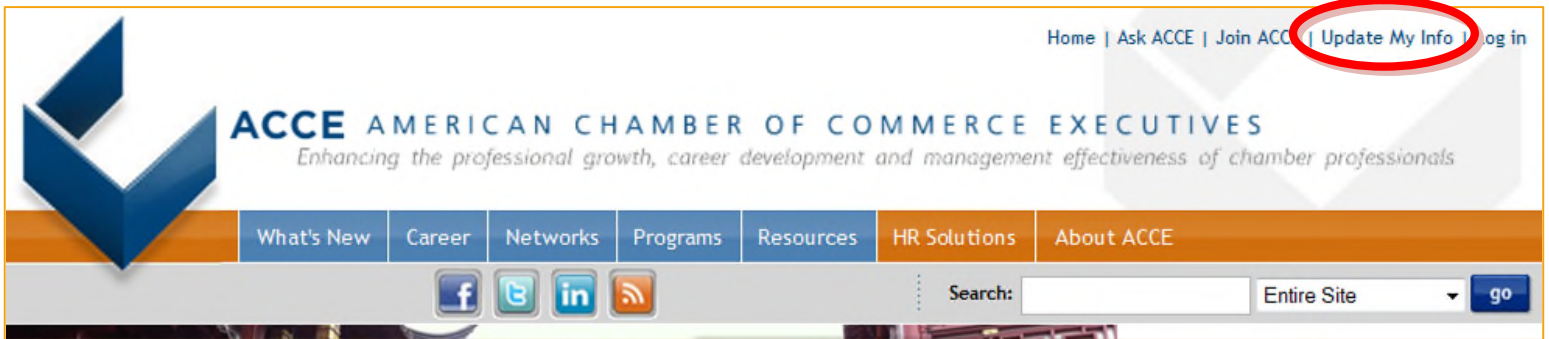 Home | Ask ACCE | Join ACC | Update My Info | og in
ACCE AMERICAN CHAMBER OF COMMERCE EXECUTIVES
Enhancing the professional growth, career development and management effectiveness of chamber professionals
What's New Career Networks Programs Resources HR Solutions About ACCE
f t in
Search: Entire Site go